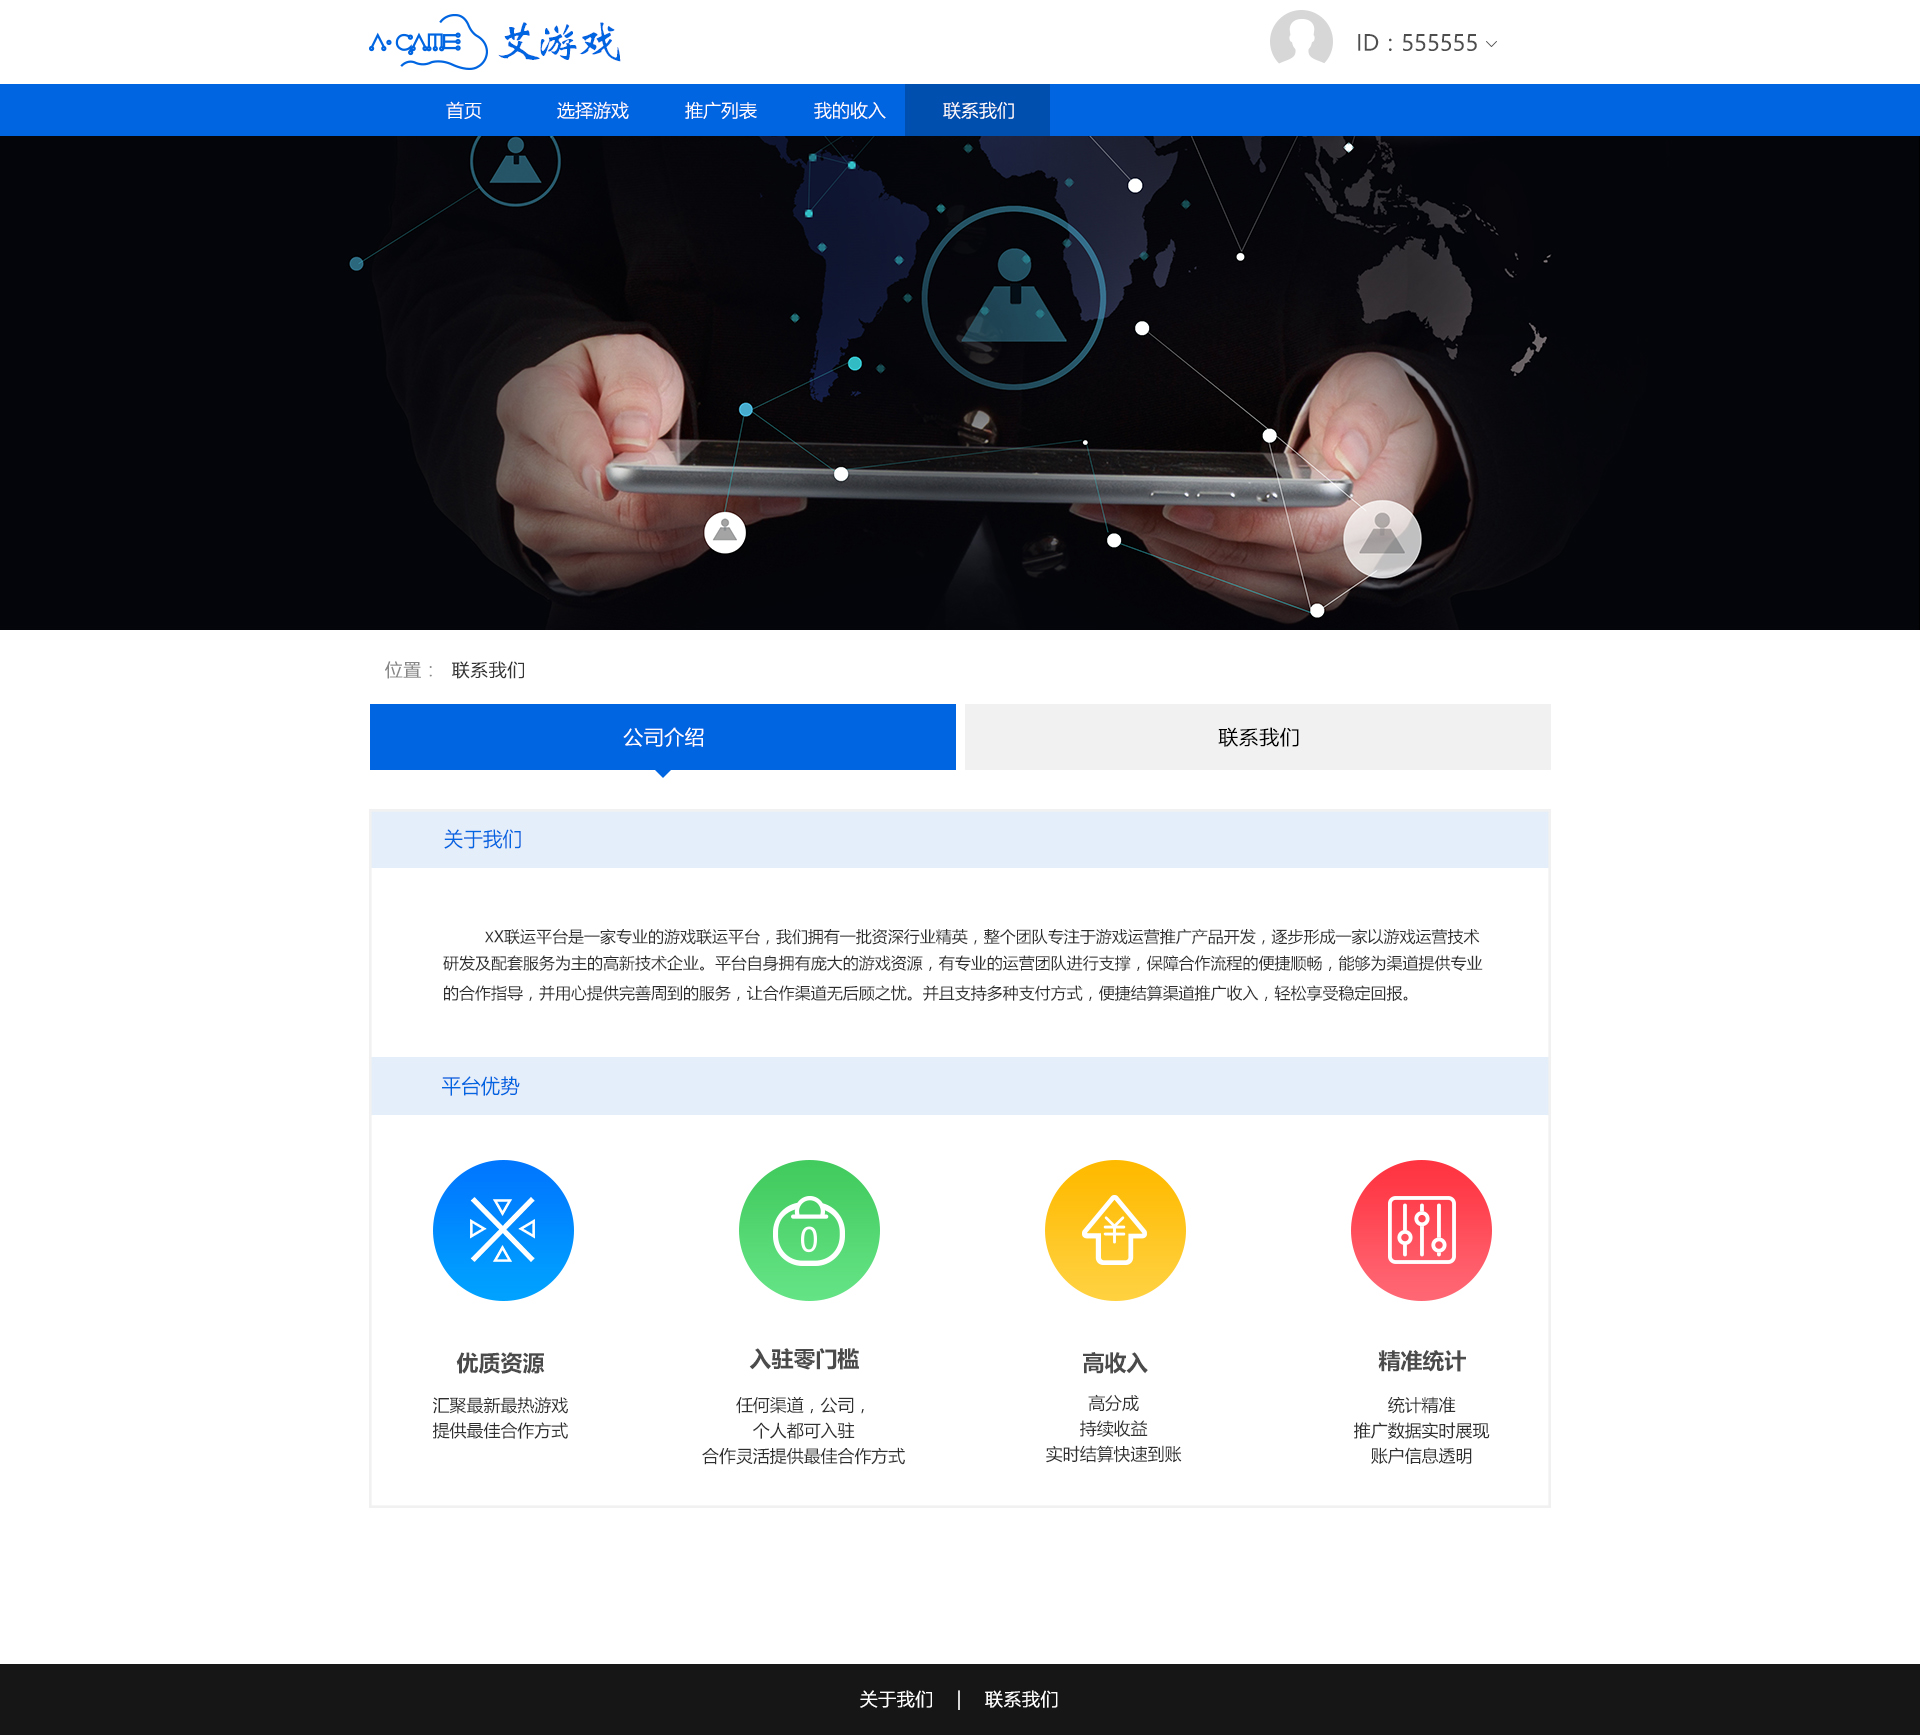 A·GAME 艾游戏
ID：555555
首页 选择游戏 推广列表 我的收入 联系我们
位置： 联系我们
公司介绍 联系我们
关于我们
xX联运平台是一家专业的游戏联运平台，我们拥有一批资深行业精英，整个团队专注于游戏运营推广产品开发，逐步形成一家以游戏运营技术
研发及配套服务为主的高新技术企业。平台自身拥有庞大的游戏资源，有专业的运营团队进行支撑，保障合作流程的便捷顺畅，能够为渠道提供专业
的合作指导，并用心提供完善周到的服务，让合作渠道无后顾之忧。并且支持多种支付方式，便捷结算渠道推广收入，轻松享受稳定回报。
平台优势
0
¥
优质资源
汇聚最新最热游戏
提供最佳合作方式
入驻零门槛
任何渠道，公司，
个人都可入驻
合作灵活提供最佳合作方式
高收入
高分成
持续收益
实时结算快速到账
精准统计
统计精准
推广数据实时展现
账户信息透明
关于我们 | 联系我们